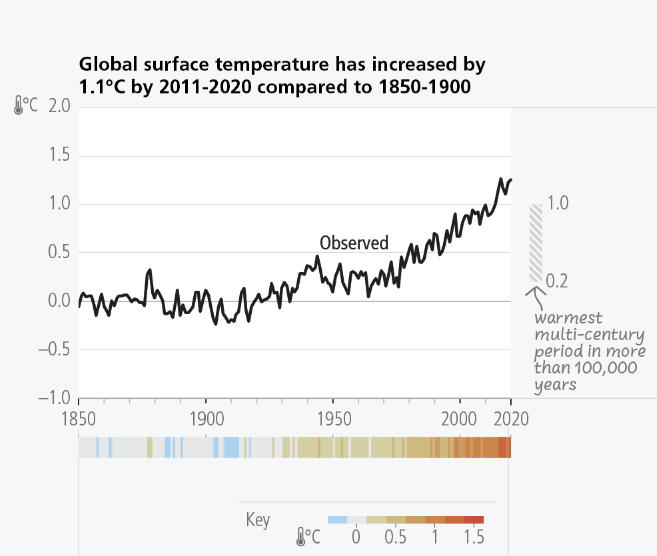 Global surface temperature has increased by
1.1°C by 2011-2020 compared to 1850-1900
°C 2.0
1.5
1.0
0.5
0.0
−0.5
−1.0
Observed
1.0
0.2
warmest
multi-century
period in more
than 100,000
years
1850 1900 1950 2000 2020
Key
°C 0 0.5 1 1.5